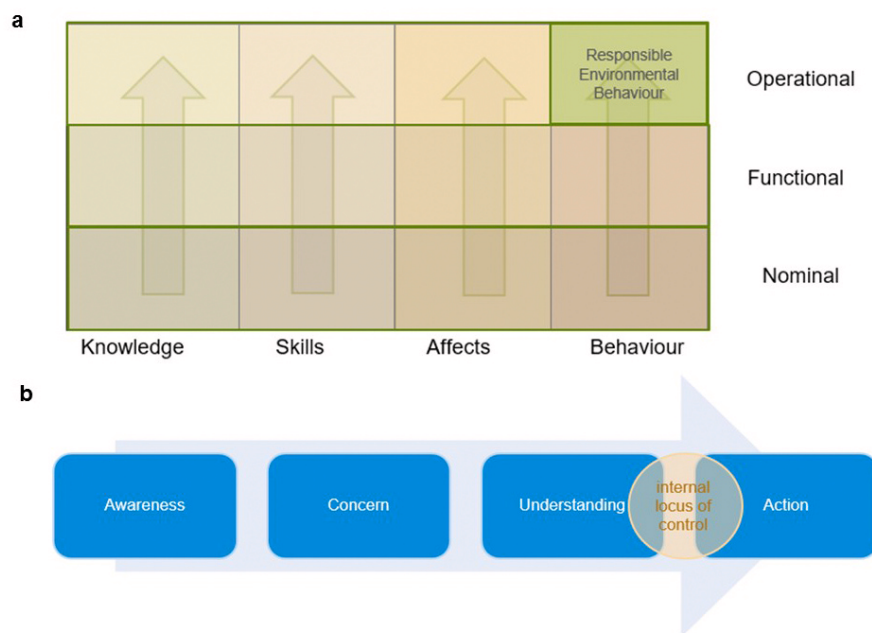 a
Responsible
Environmental
Behaviour
Operational
Functional
Nominal
Knowledge
Skills
Affects
Behaviour
b
Awareness
Concern
Understanding
internal
locus of
control
Action